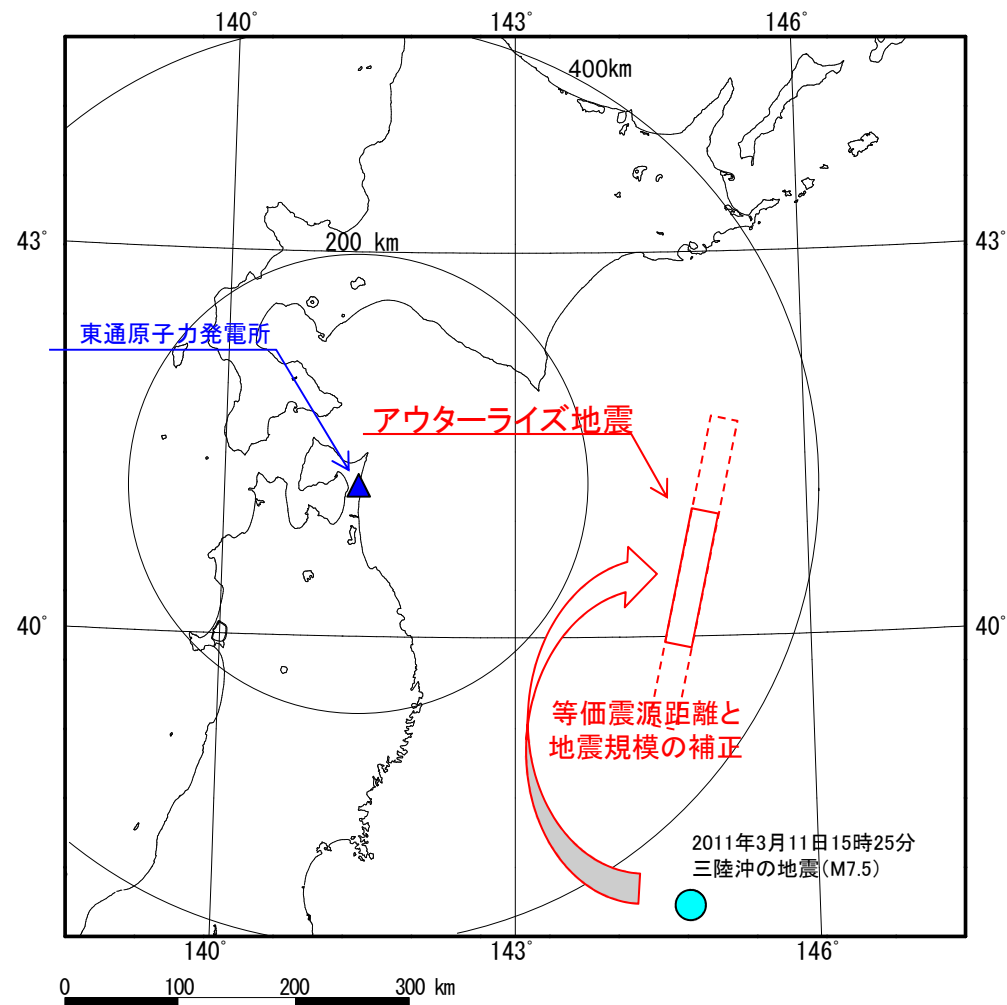 140° 143° 146°
400km
43° 200 km 43°
東通原子力発電所
アウターライズ地震
40° 40°
等価震源距離と
地震規模の補正
2011年3月11日15時25分
三陸沖の地震(M7.5)
140° 143° 146°
0 100 200 300 km